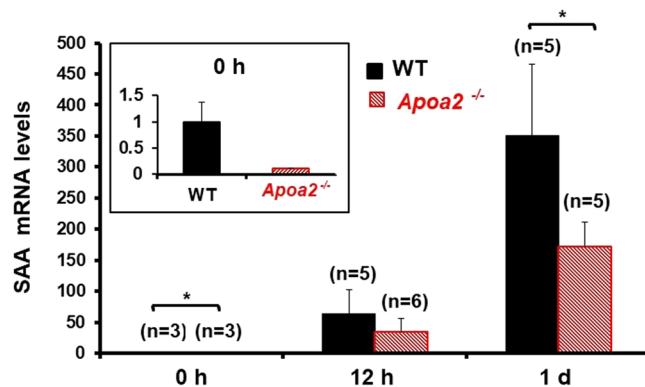 *
(n=5)
500
450
400
350
300
250
200
150
100
50
0
SAA mRNA levels
0 h
1.5
1
0.5
0
WT
Apoa2 -/-
WT
Apoa2 -/-
(n=5)
*
(n=3) (n=3)
(n=5)
(n=6)
0 h
12 h
1 d